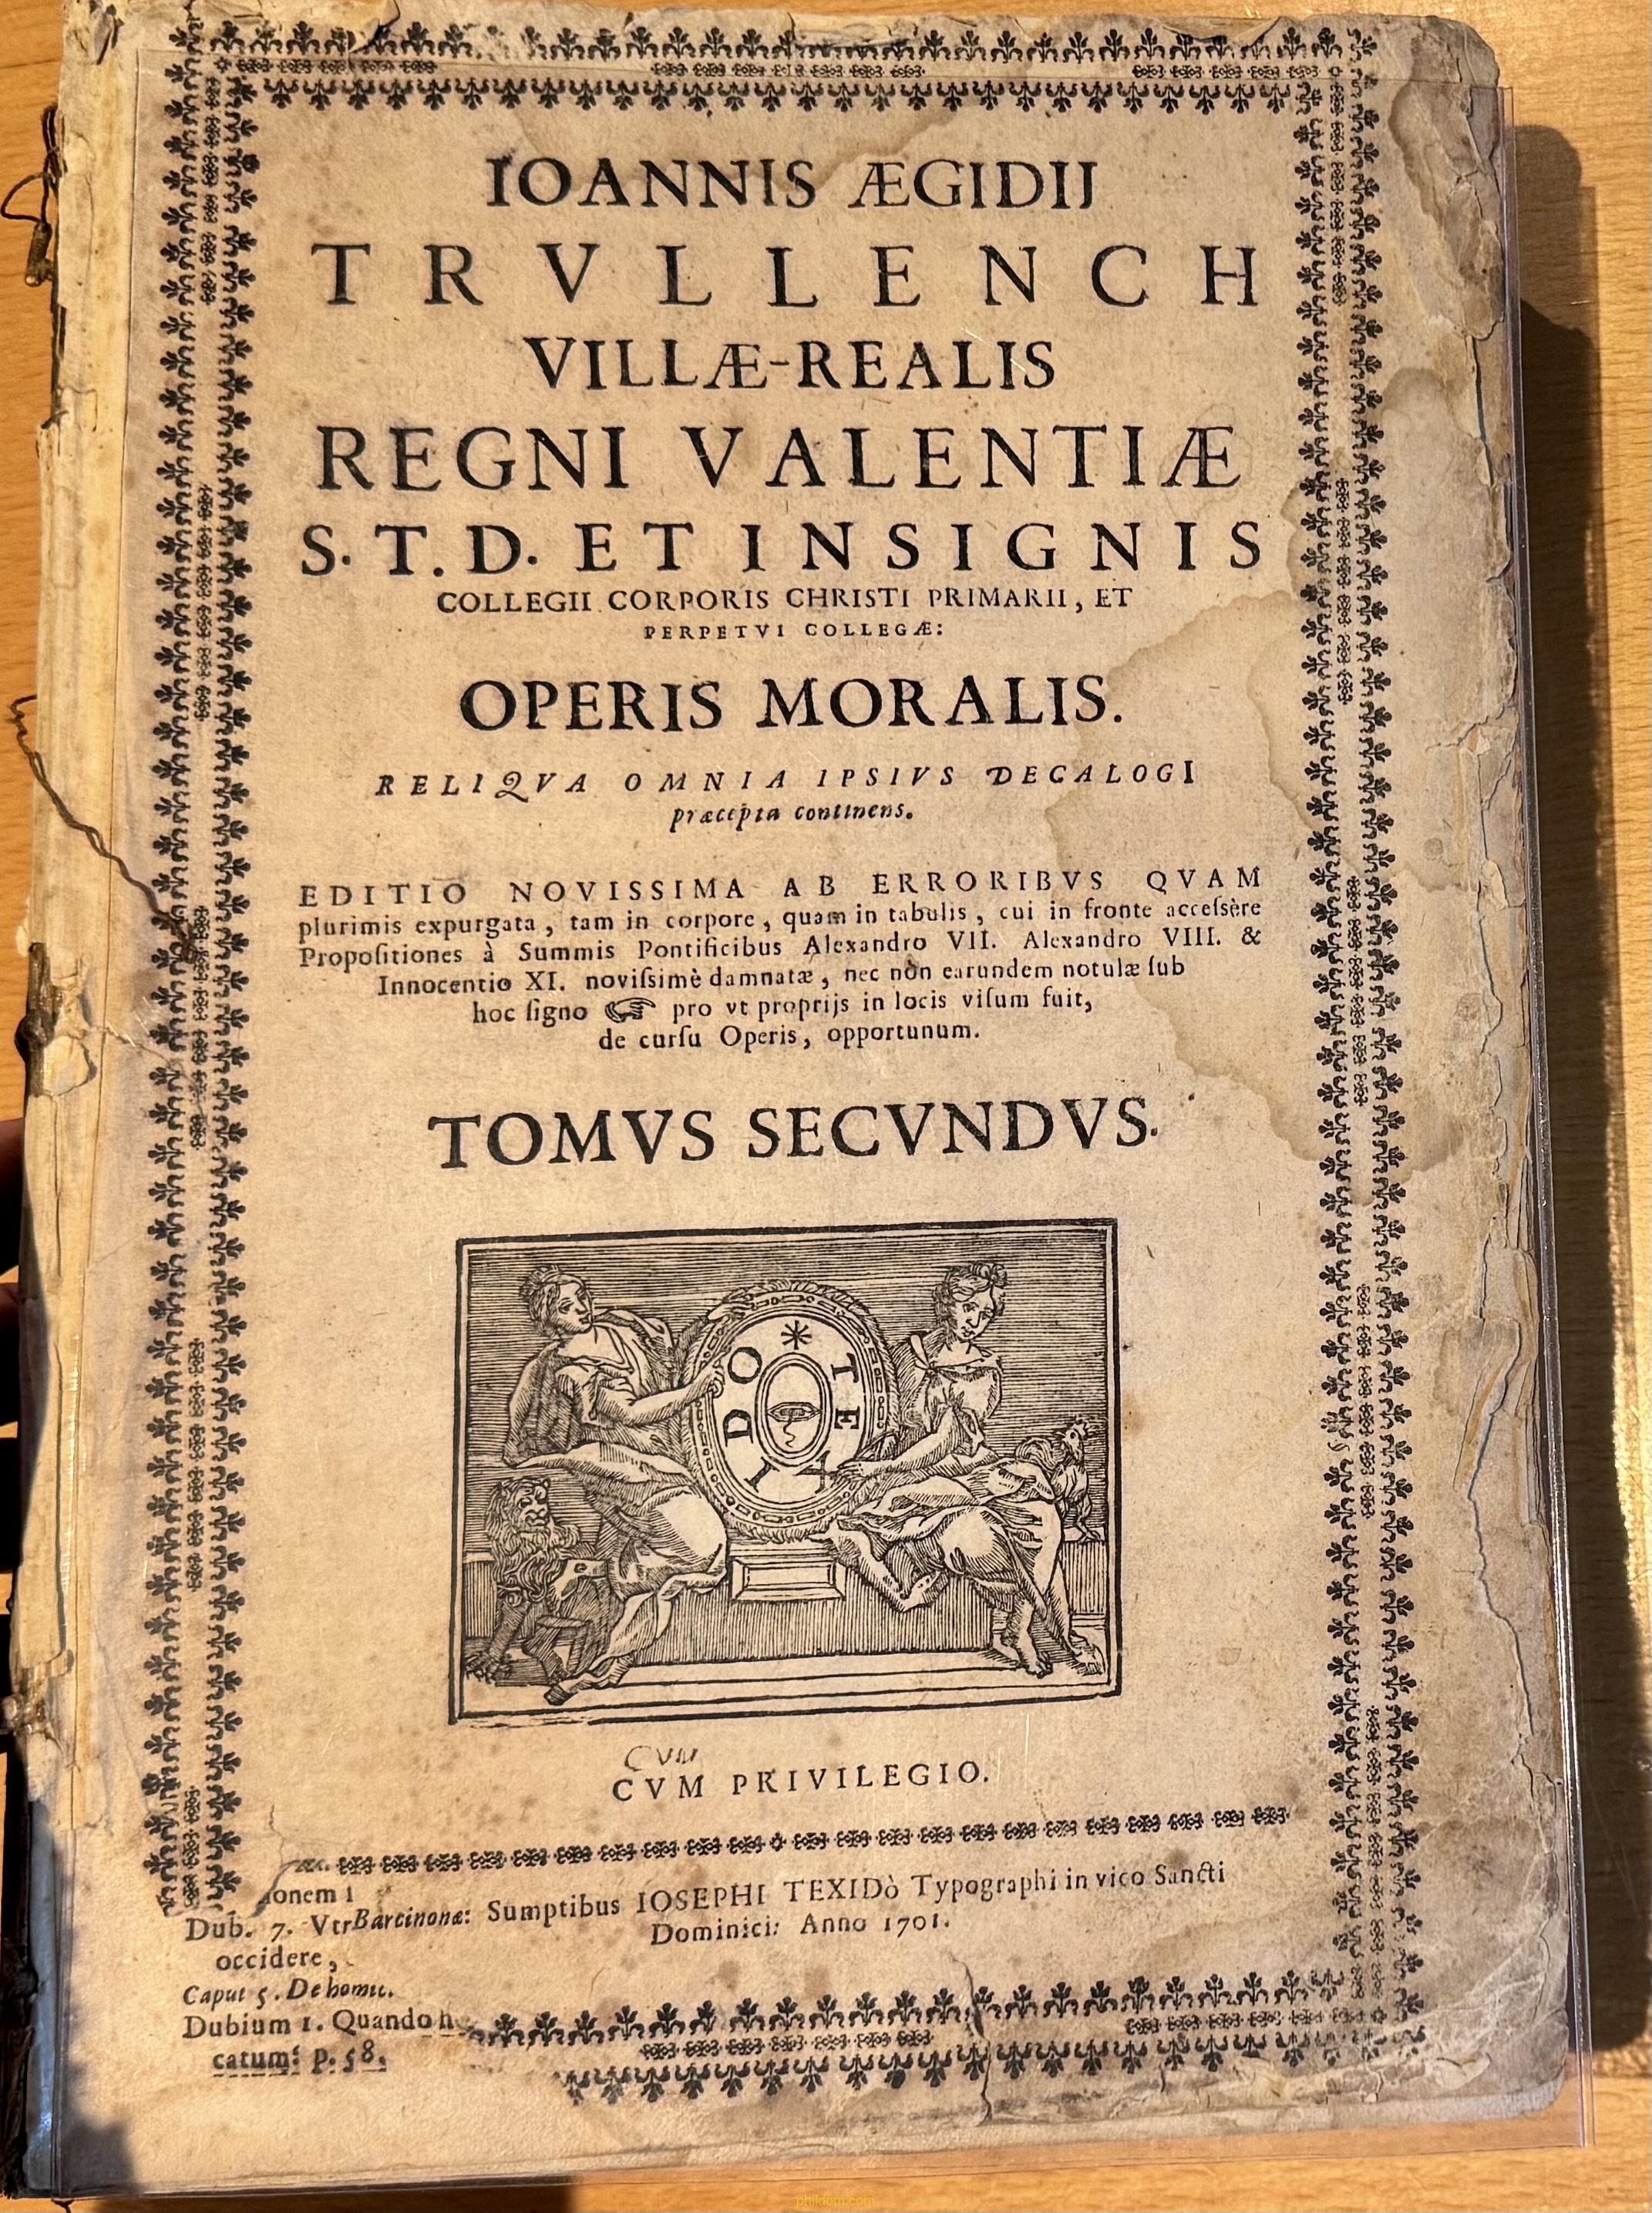 IOANNIS ÆGIDIJ
TRVLLENCH
VILLÆ-REALIS
REGNI VALENTIÆ
S. T. D. ET INSIGNIS
COLLEGII CORPORIS CHRISTI PRIMARII, ET
PERPETVI COLLEGÆ:
OPERIS MORALIS.
RELIQVA OMNIA IPSIVS DECALOGI
præcepta continens.
EDITIO NOVISSIMA AB ERRORIBVS QVAM
plurimis expurgata, tam in corpore, quam in tabulis, cui in fronte acceſsère
Propoſitiones à Summis Pontificibus Alexandro VII. Alexandro VIII. &
Innocentio XI. noviſsimè damnatæ, nec nòn earundem notulæ ſub
hoc ſigno ☞ pro vt proprijs in locis viſum fuit,
de curſu Operis, opportunum.
TOMVS SECVNDVS.
DOTE
CVM
CVM PRIVILEGIO.
onem 1
Dub. 7. Vtr
Barcinonæ: Sumptibus IOSEPHI TEXIDò Typographi in vico Sancti
Dominici: Anno 1701.
occidere,
Caput 5. De homic.
Dubium 1. Quando h
catum? p. 58.